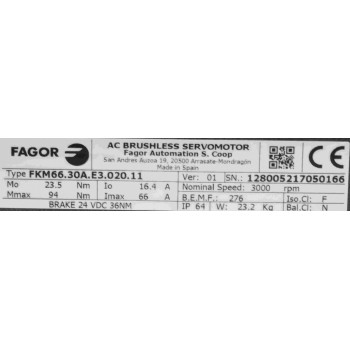 FAGOR
AC BRUSHLESS SERVOMOTOR
Fagor Automation S. Coop
San Andres Auzoa 19, 20500 Arrasate-Mondragón
Made in Spain
CE
Type FKM66.30A.E3.020.11 Ver: 01 SN.: 128005217050166
Mo 23.5 Nm Io 16.4 A Nominal Speed: 3000 rpm
Mmax 94 Nm Imax 66 A B.E.M.F.: 276 Iso.Cl: F
BRAKE 24 VDC 36NM IP 64 W: 23.2 Kg Bal.Cl: N